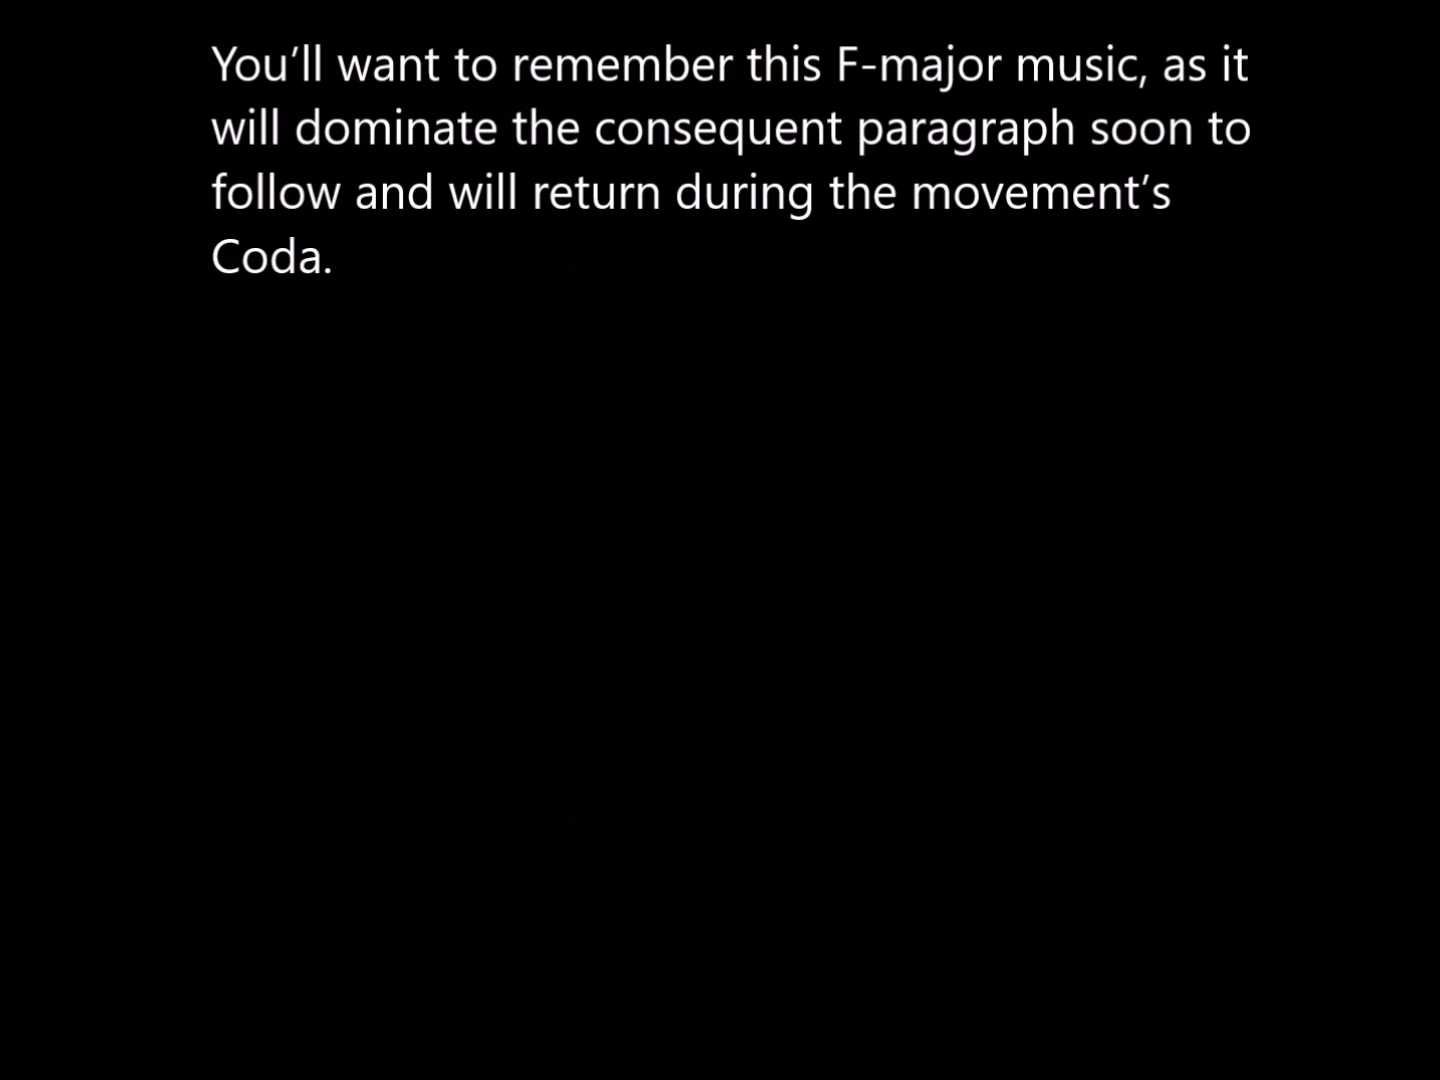 You’ll want to remember this F-major music, as it
will dominate the consequent paragraph soon to
follow and will return during the movement’s
Coda.